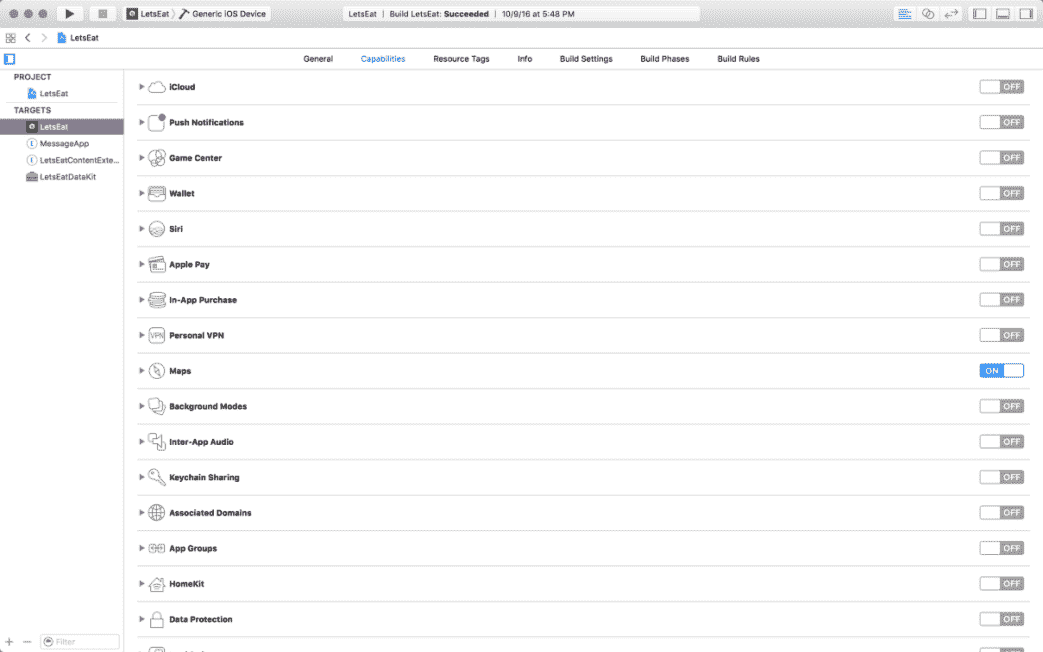 LetsEat Generic iOS Device LetsEat | Build LetsEat: Succeeded | 10/9/16 at 5:48 PM
LetsEat
General Capabilities Resource Tags Info Build Settings Build Phases Build Rules
PROJECT
LetsEat
TARGETS
LetsEat
MessageApp
LetsEatContentExte...
LetsEatDataKit
iCloud OFF
Push Notifications OFF
Game Center OFF
Wallet OFF
Siri OFF
Apple Pay OFF
In-App Purchase OFF
VPN Personal VPN OFF
Maps ON
Background Modes OFF
Inter-App Audio OFF
Keychain Sharing OFF
Associated Domains OFF
App Groups OFF
HomeKit OFF
Data Protection OFF
Filter